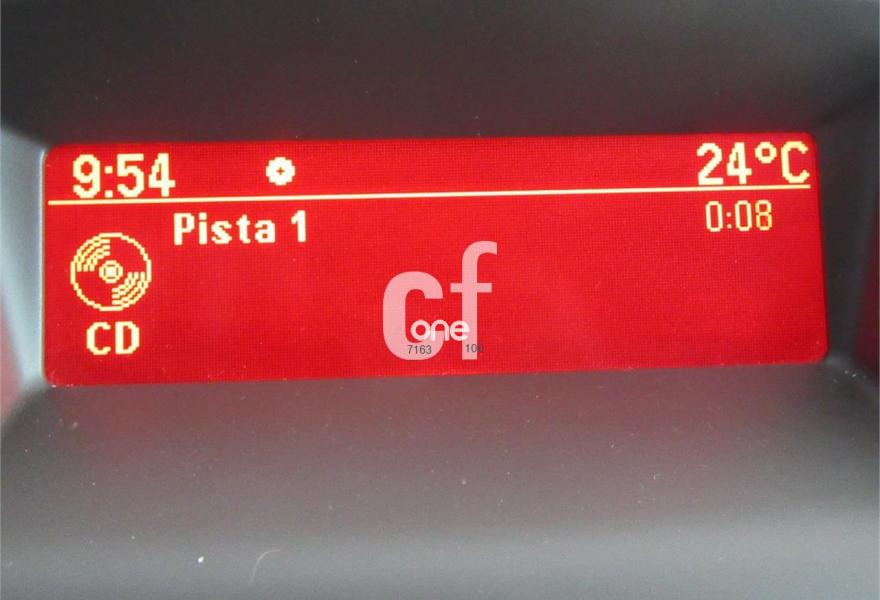 9:54 24°C
Pista 1 0:08
CD
cf
one
7163 100